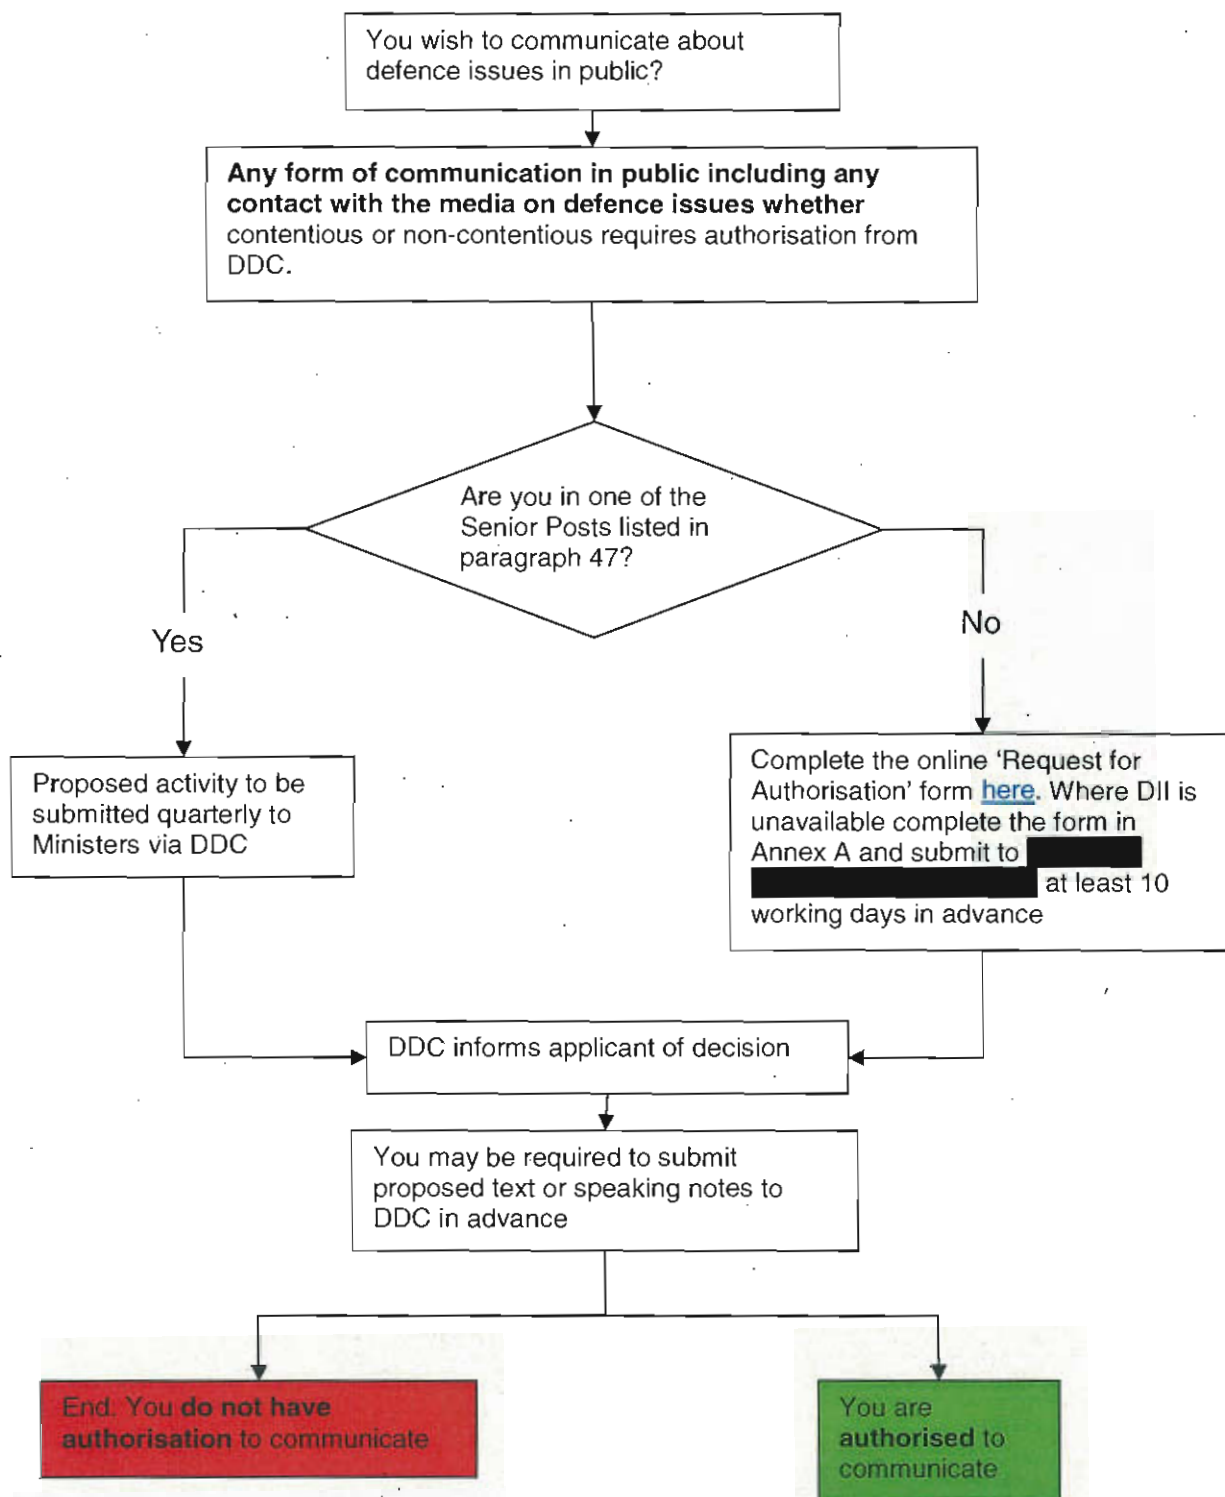 You wish to communicate about
defence issues in public?
Any form of communication in public including any
contact with the media on defence issues whether
contentious or non-contentious requires authorisation from
DDC.
Are you in one of the
Senior Posts listed in
paragraph 47?
Yes
No
Proposed activity to be
submitted quarterly to
Ministers via DDC
Complete the online ‘Request for
Authorisation’ form here. Where DII is
unavailable complete the form in
Annex A and submit to
at least 10
working days in advance
DDC informs applicant of decision
You may be required to submit
proposed text or speaking notes to
DDC in advance
End. You do not have
authorisation to communicate
You are
authorised to
communicate